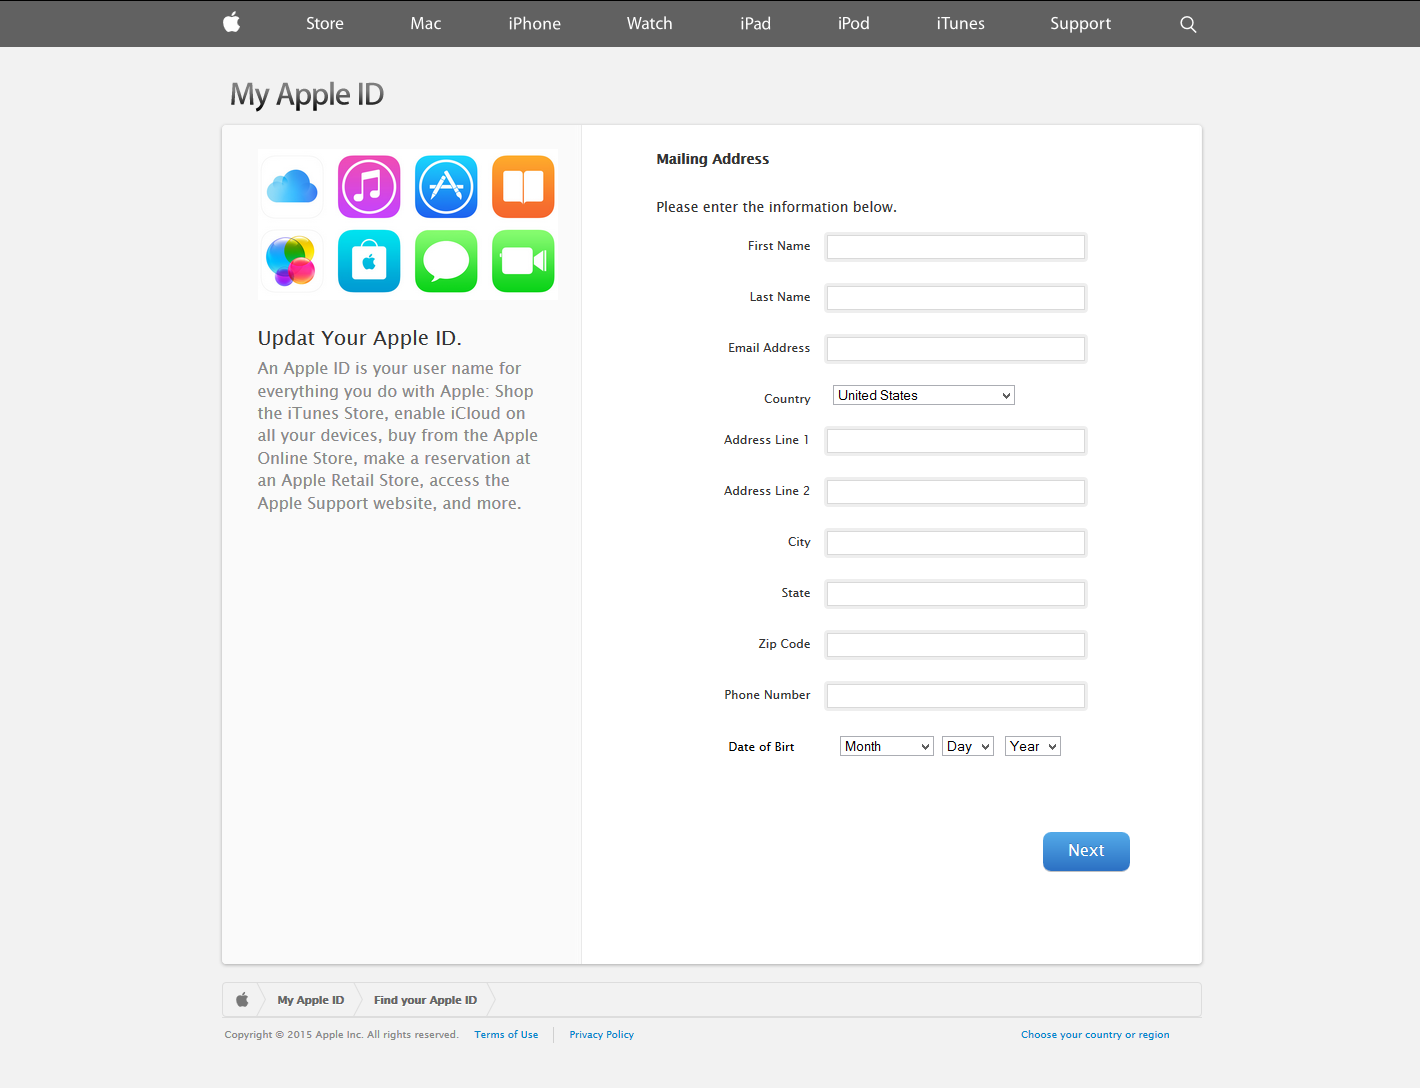 Store Mac iPhone Watch iPad iPod iTunes Support
My Apple ID
Updat Your Apple ID.
An Apple ID is your user name for
everything you do with Apple: Shop
the iTunes Store, enable iCloud on
all your devices, buy from the Apple
Online Store, make a reservation at
an Apple Retail Store, access the
Apple Support website, and more.
Mailing Address
Please enter the information below.
First Name
Last Name
Email Address
Country United States
Address Line 1
Address Line 2
City
State
Zip Code
Phone Number
Date of Birt Month Day Year
Next
My Apple ID Find your Apple ID
Copyright © 2015 Apple Inc. All rights reserved. Terms of Use Privacy Policy Choose your country or region